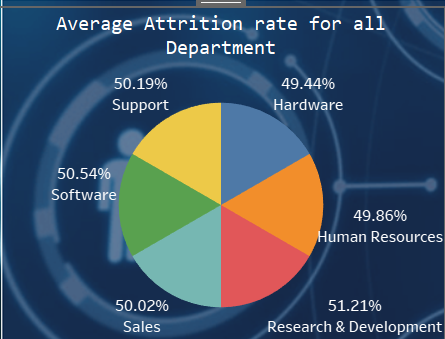 Average Attrition rate for all
Department
50.19%
Support
49.44%
Hardware
50.54%
Software
49.86%
Human Resources
50.02%
Sales
51.21%
Research & Development